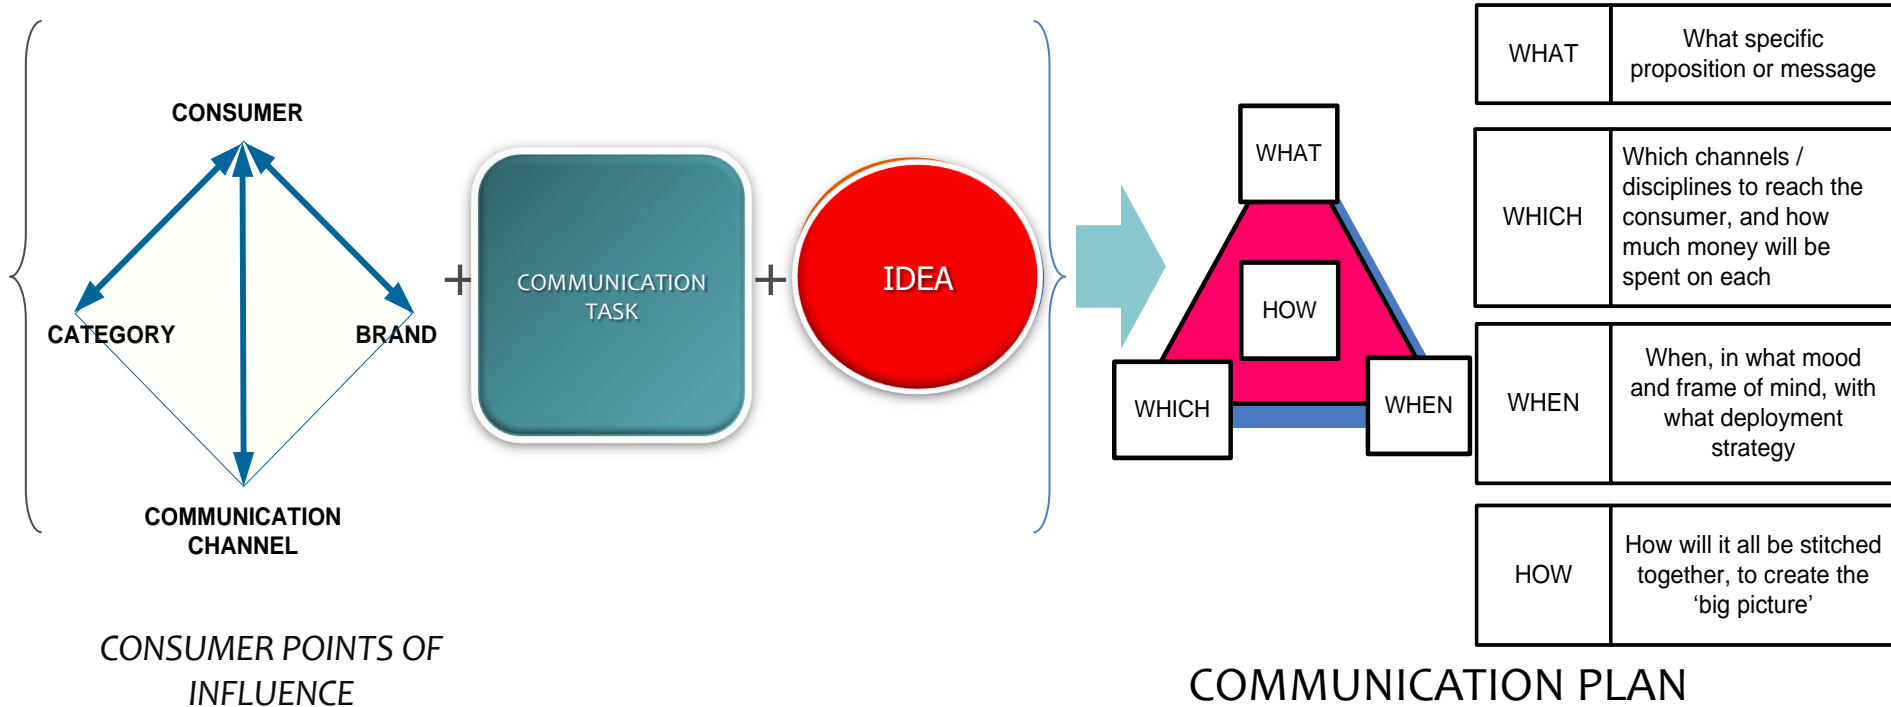 CONSUMER
CATEGORY
BRAND
COMMUNICATION
CHANNEL
CONSUMER POINTS OF
INFLUENCE
+
COMMUNICATION
TASK
+
IDEA
WHAT
HOW
WHICH
WHEN
WHAT
What specific
proposition or message
WHICH
Which channels /
disciplines to reach the
consumer, and how
much money will be
spent on each
WHEN
When, in what mood
and frame of mind, with
what deployment
strategy
HOW
How will it all be stitched
together, to create the
‘big picture’
COMMUNICATION PLAN